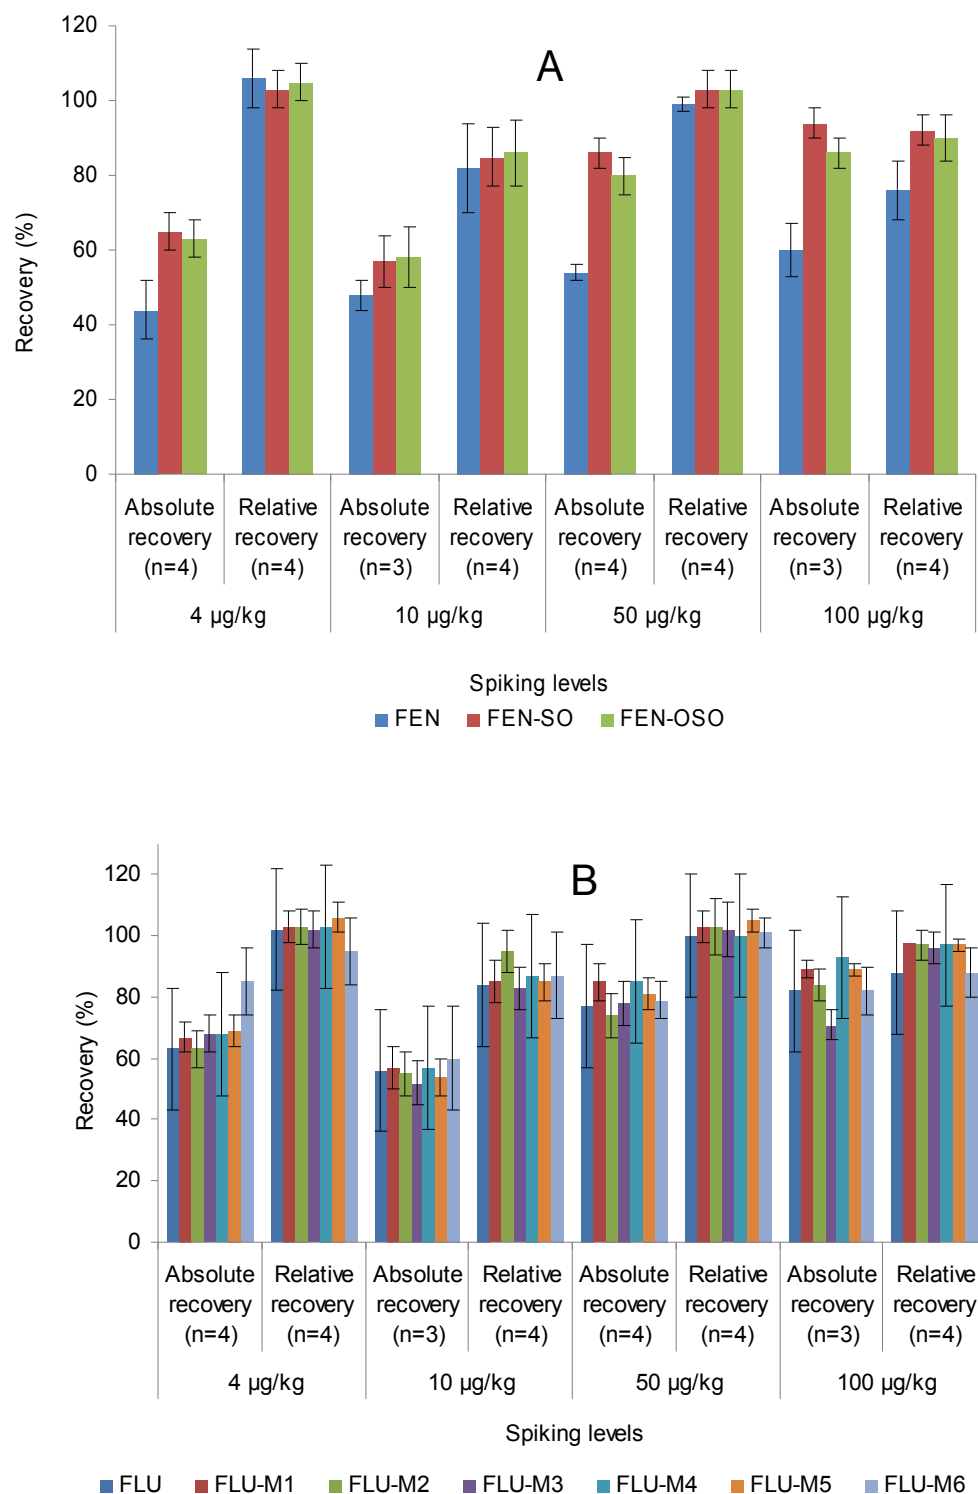 A
Recovery (%)
120
100
80
60
40
20
0
Absolute recovery (n=4)
Relative recovery (n=4)
Absolute recovery (n=3)
Relative recovery (n=4)
Absolute recovery (n=4)
Relative recovery (n=4)
Absolute recovery (n=3)
Relative recovery (n=4)
4 µg/kg 10 µg/kg 50 µg/kg 100 µg/kg
Spiking levels
FEN FEN-SO FEN-OSO
B
Recovery (%)
120
100
80
60
40
20
0
Absolute recovery (n=4)
Relative recovery (n=4)
Absolute recovery (n=3)
Relative recovery (n=4)
Absolute recovery (n=4)
Relative recovery (n=4)
Absolute recovery (n=3)
Relative recovery (n=4)
4 µg/kg 10 µg/kg 50 µg/kg 100 µg/kg
Spiking levels
FLU FLU-M1 FLU-M2 FLU-M3 FLU-M4 FLU-M5 FLU-M6